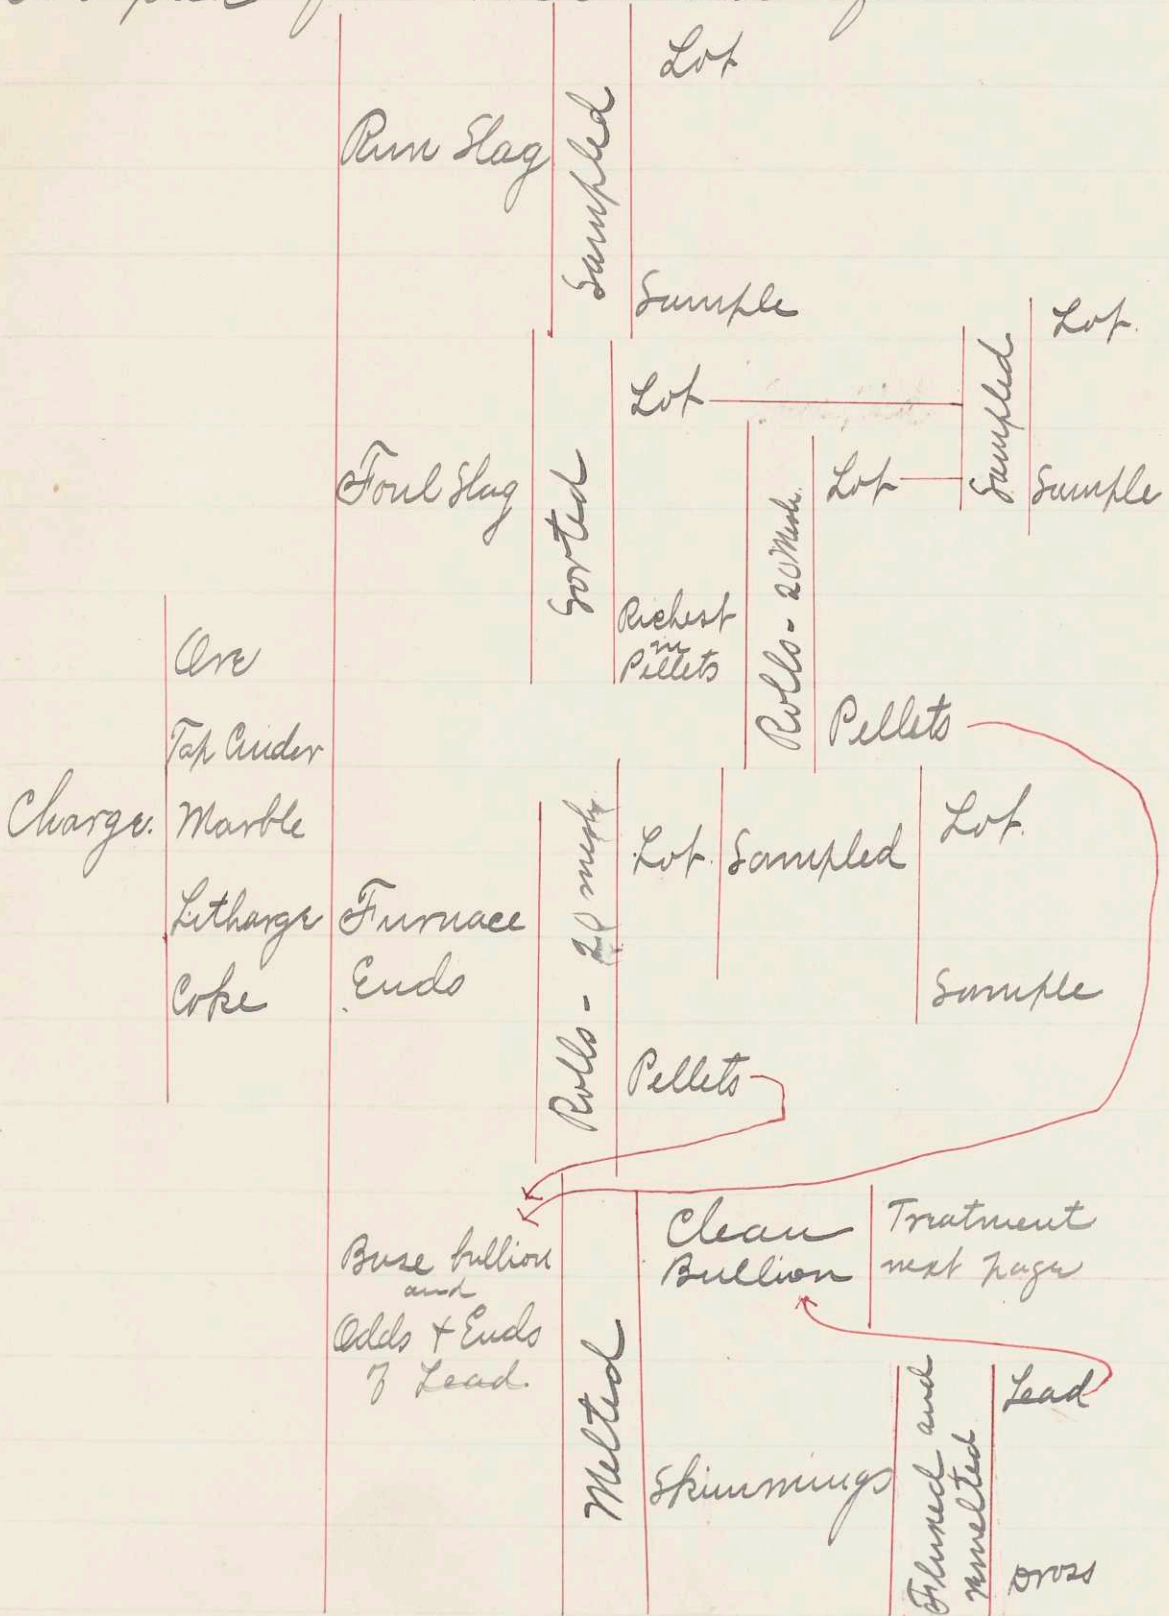 Charge.
Ore
Tap Cinder
Marble
Litharge
Coke
Run Slag
Sampled
Lot
Sample
Foul Slag
Sorted
Lot
Sampled
Lot.
Sample
Richest
in
Pellets
Rolls - 20 Mesh.
Lot
Pellets
Furnace
Ends
Rolls - 20 mesh
Lot.
Sampled
Lot.
Sample
Pellets
Base bullion
and
Odds & Ends
of Lead.
Melted
Clean
Bullion
Treatment
next page
Skimmings
Fluxed and
remelted
Lead
Dross